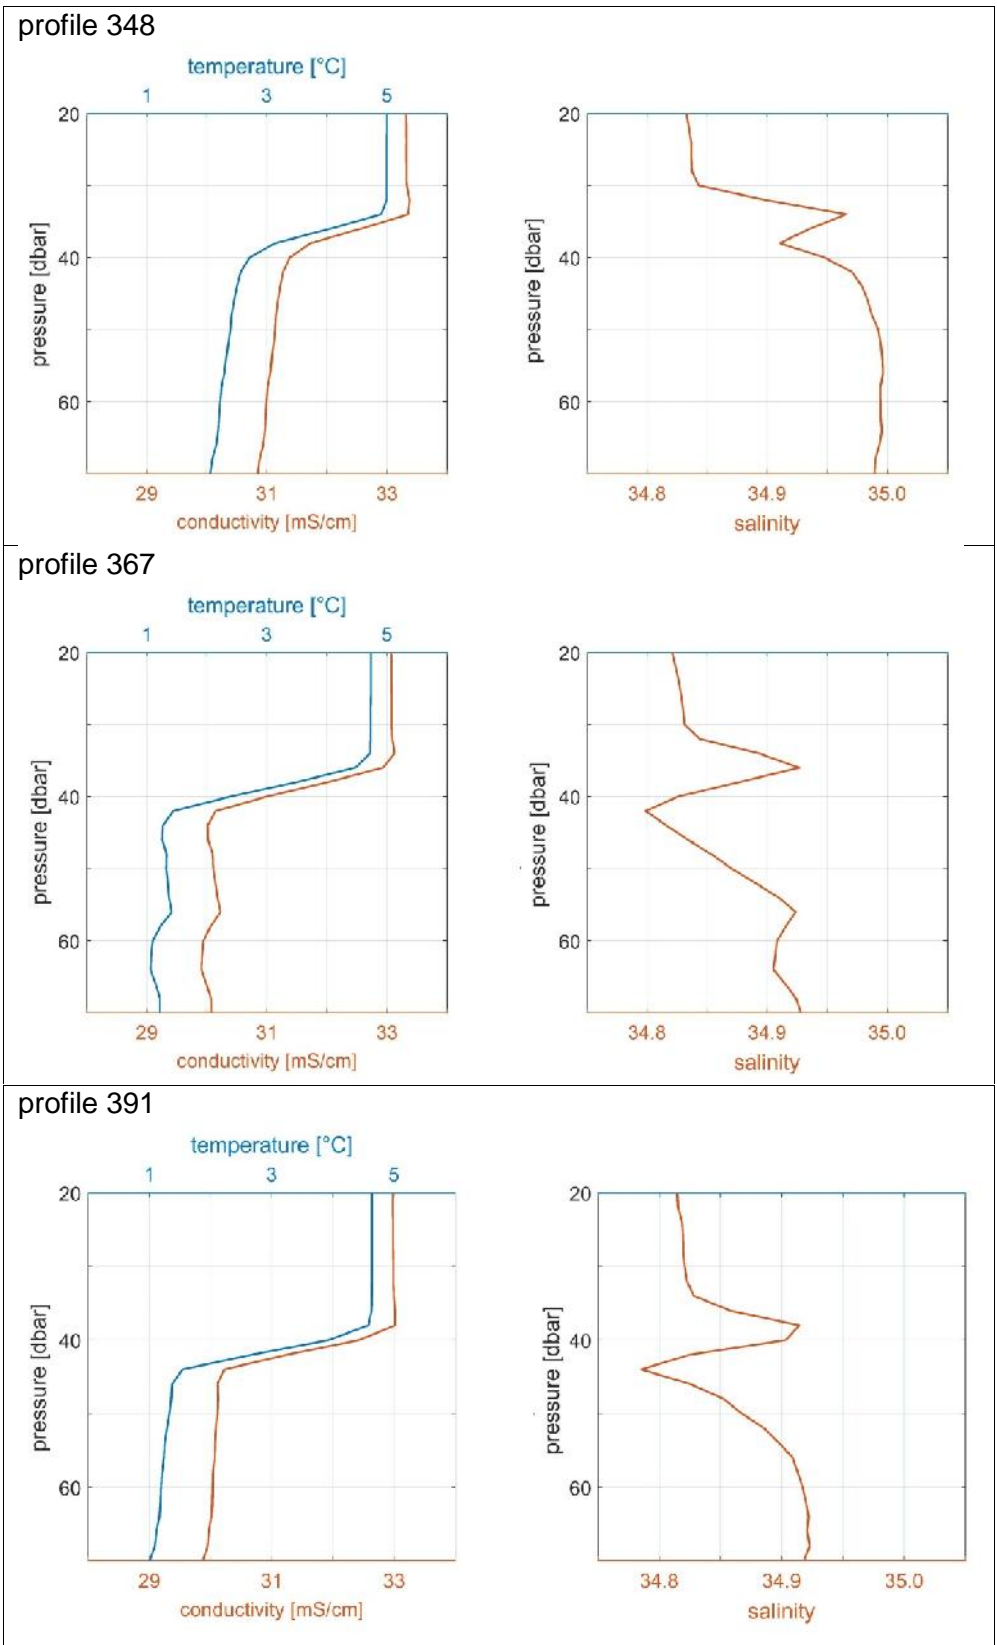 profile 348
temperature [°C]
1 3 5
20
40
60
pressure [dbar]
29 31 33
conductivity [mS/cm]
20
40
60
pressure [dbar]
34.8 34.9 35.0
salinity
profile 367
temperature [°C]
1 3 5
20
40
60
pressure [dbar]
29 31 33
conductivity [mS/cm]
20
40
60
pressure [dbar]
34.8 34.9 35.0
salinity
profile 391
temperature [°C]
1 3 5
20
40
60
pressure [dbar]
29 31 33
conductivity [mS/cm]
20
40
60
pressure [dbar]
34.8 34.9 35.0
salinity